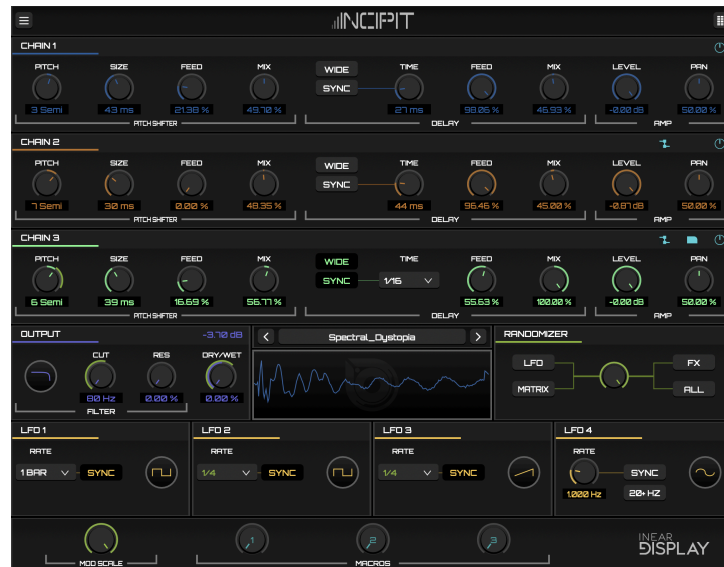 INCIPIT
CHAIN 1
PITCH SIZE FEED MIX WIDE TIME FEED MIX LEVEL PAN
SYNC
3 Semi 43 ms 21.38 % 49.70 % 27 ms 98.06 % 46.93 % -0.00 dB 50.00 %
PITCH SHIFTER DELAY AMP
CHAIN 2
PITCH SIZE FEED MIX WIDE TIME FEED MIX LEVEL PAN
SYNC
7 Semi 30 ms 0.00 % 48.35 % 44 ms 96.46 % 45.00 % -0.87 dB 50.00 %
PITCH SHIFTER DELAY AMP
CHAIN 3
PITCH SIZE FEED MIX WIDE TIME FEED MIX LEVEL PAN
SYNC 1/16
6 Semi 39 ms 16.69 % 56.77 % 55.63 % 100.00 % -0.00 dB 50.00 %
PITCH SHIFTER DELAY AMP
OUTPUT -3.70 dB
CUT RES DRY/WET
80 Hz 0.00 % 0.00 %
FILTER
Spectral_Dystopia
RANDOMIZER
LFO FX
MATRIX ALL
LFO 1 LFO 2 LFO 3 LFO 4
RATE RATE RATE RATE
1 BAR SYNC 1/4 SYNC 1/4 SYNC SYNC
1.000 Hz 20+ HZ
1 2 3
MOD SCALE MACROS
INEAR
DISPLAY